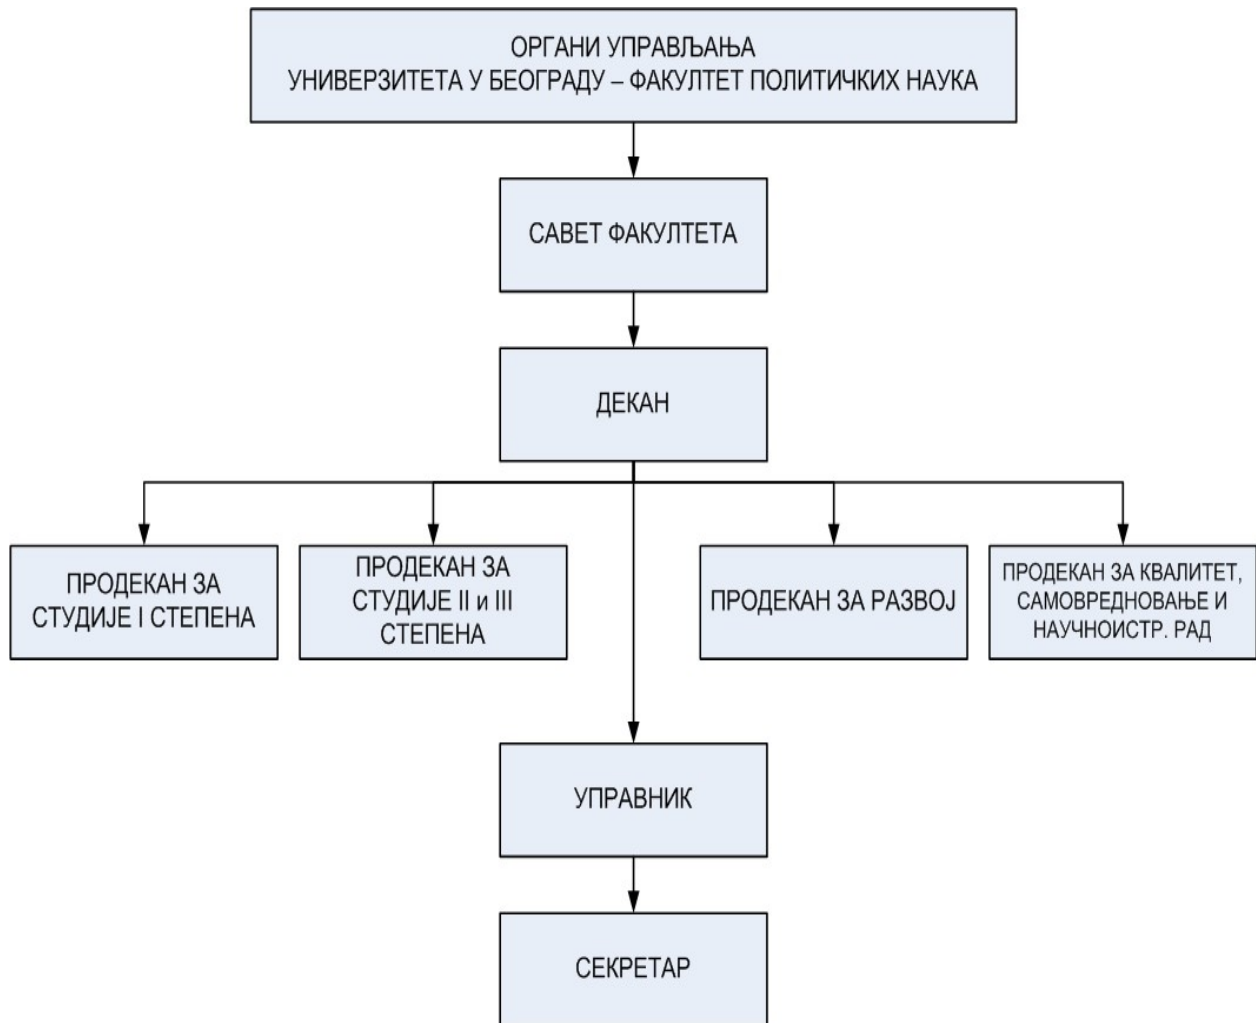 ОРГАНИ УПРАВЉАЊА
УНИВЕРЗИТЕТА У БЕОГРАДУ – ФАКУЛТЕТ ПОЛИТИЧКИХ НАУКА
САВЕТ ФАКУЛТЕТА
ДЕКАН
ПРОДЕКАН ЗА
СТУДИЈЕ I СТЕПЕНА
ПРОДЕКАН ЗА
СТУДИЈЕ II и III
СТЕПЕНА
ПРОДЕКАН ЗА РАЗВОЈ
ПРОДЕКАН ЗА КВАЛИТЕТ,
САМОВРЕДНОВАЊЕ И
НАУЧНОИСТР. РАД
УПРАВНИК
СЕКРЕТАР